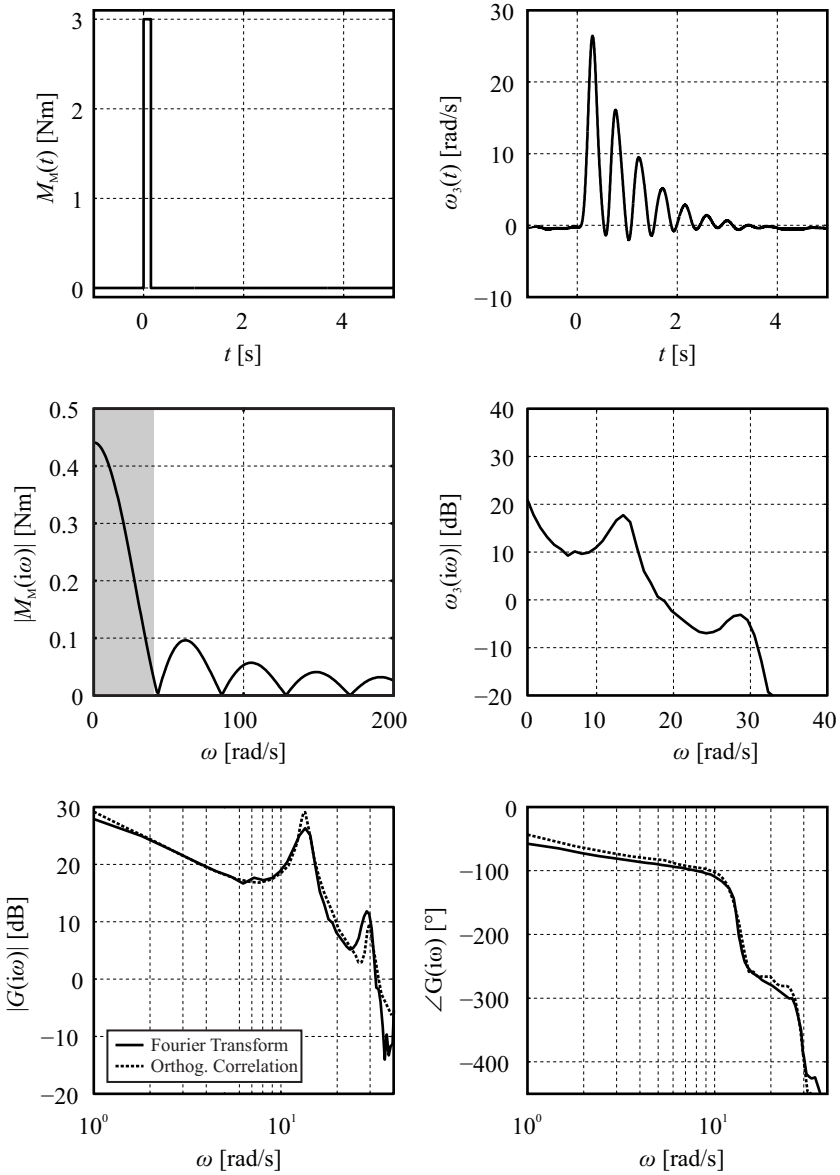 3
2
1
0
M_M(t) [Nm]
0 2 4
t [s]
30
20
10
0
−10
ω_3(t) [rad/s]
0 2 4
t [s]
0.5
0.4
0.3
0.2
0.1
0
|M_M(iω)| [Nm]
0 100 200
ω [rad/s]
40
30
20
10
0
−10
−20
ω_3(iω)| [dB]
0 10 20 30 40
ω [rad/s]
30
20
10
0
−10
−20
|G(iω)| [dB]
Fourier Transform
Orthog. Correlation
10^0 10^1
ω [rad/s]
0
−100
−200
−300
−400
∠G(iω) [°]
10^0 10^1
ω [rad/s]